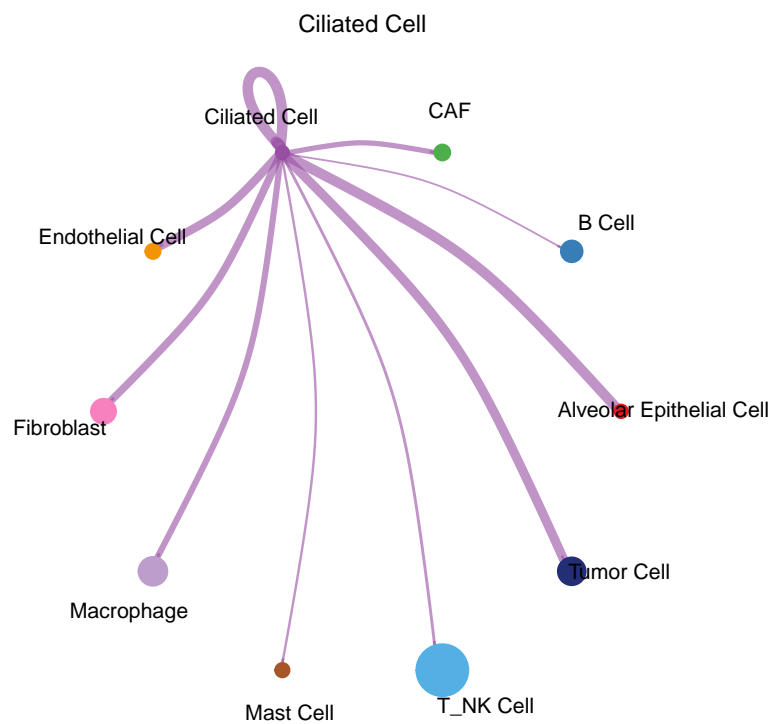 Ciliated Cell
CAF
Ciliated Cell
B Cell
Endothelial Cell
Alveolar Epithelial Cell
Fibroblast
Tumor Cell
Macrophage
T_NK Cell
Mast Cell